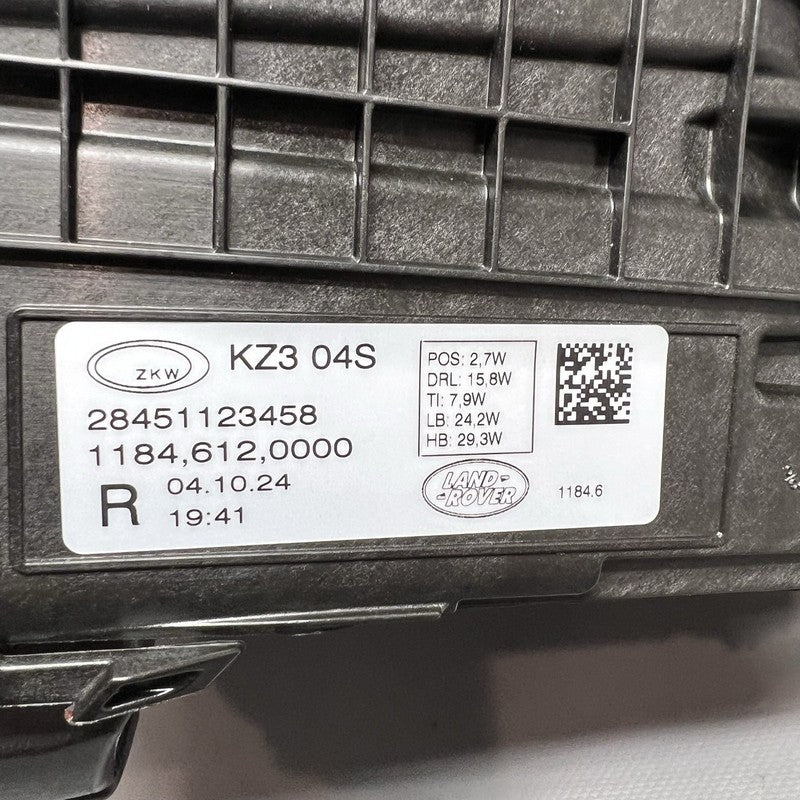 ZKW KZ3 04S
28451123458
1184,612,0000
R 04.10.24
19:41
POS: 2,7W
DRL: 15,8W
TI: 7,9W
LB: 24,2W
HB: 29,3W
LAND-
-ROVER
1184.6